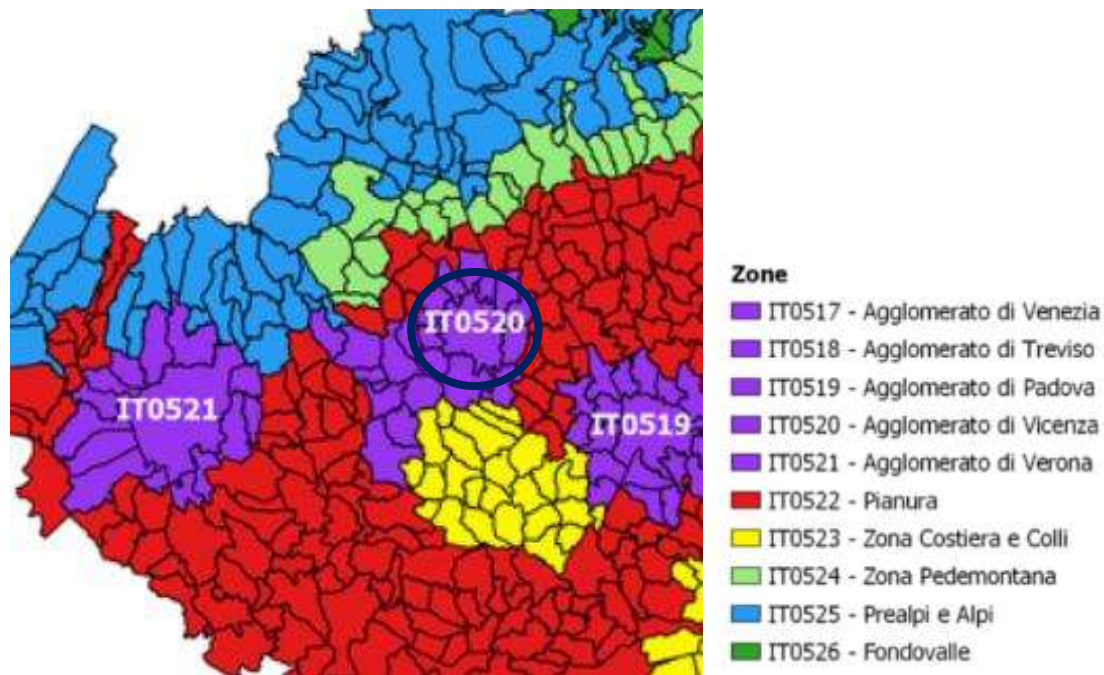 IT0520
IT0521
IT0519
Zone
IT0517 - Agglomerato di Venezia
IT0518 - Agglomerato di Treviso
IT0519 - Agglomerato di Padova
IT0520 - Agglomerato di Vicenza
IT0521 - Agglomerato di Verona
IT0522 - Pianura
IT0523 - Zona Costiera e Colli
IT0524 - Zona Pedemontana
IT0525 - Prealpi e Alpi
IT0526 - Fondovalle